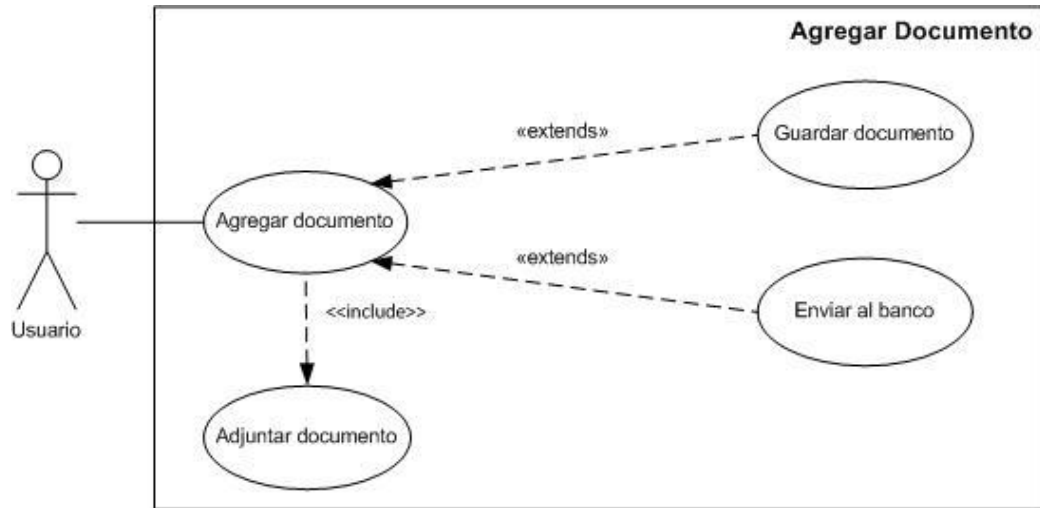 Agregar Documento
«extends»
Guardar documento
Agregar documento
«extends»
Enviar al banco
<<include>>
Usuario
Adjuntar documento